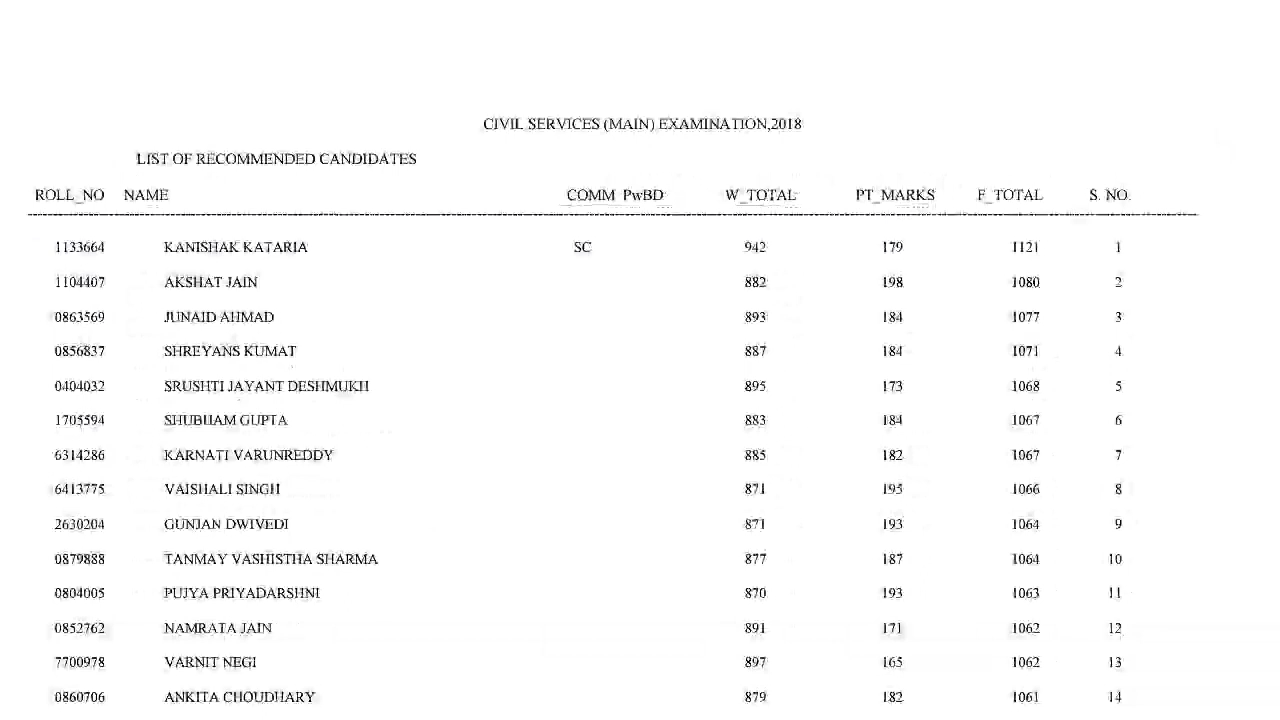 CIVIL SERVICES (MAIN) EXAMINATION,2018
LIST OF RECOMMENDED CANDIDATES
ROLL_NO NAME COMM PwBD W_TOTAL PT_MARKS F_TOTAL S. NO.
1133664 KANISHAK KATARIA SC 942 179 1121 1
1104407 AKSHAT JAIN 882 198 1080 2
0863569 JUNAID AHMAD 893 184 1077 3
0856837 SHREYANS KUMAT 887 184 1071 4
0404032 SRUSHTI JAYANT DESHMUKH 895 173 1068 5
1705594 SHUBHAM GUPTA 883 184 1067 6
6314286 KARNATI VARUNREDDY 885 182 1067 7
6413775 VAISHALI SINGH 871 195 1066 8
2630204 GUNJAN DWIVEDI 871 193 1064 9
0879888 TANMAY VASHISTHA SHARMA 877 187 1064 10
0804005 PUJYA PRIYADARSHNI 870 193 1063 11
0852762 NAMRATA JAIN 891 171 1062 12
7700978 VARNIT NEGI 897 165 1062 13
0860706 ANKITA CHOUDHARY 879 182 1061 14